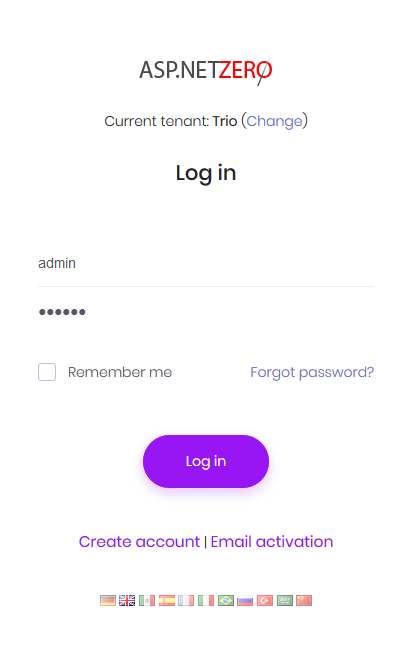 ASP.NETZERO
Current tenant: Trio (Change)
Log in
admin
••••••
Remember me
Forgot password?
Log in
Create account | Email activation